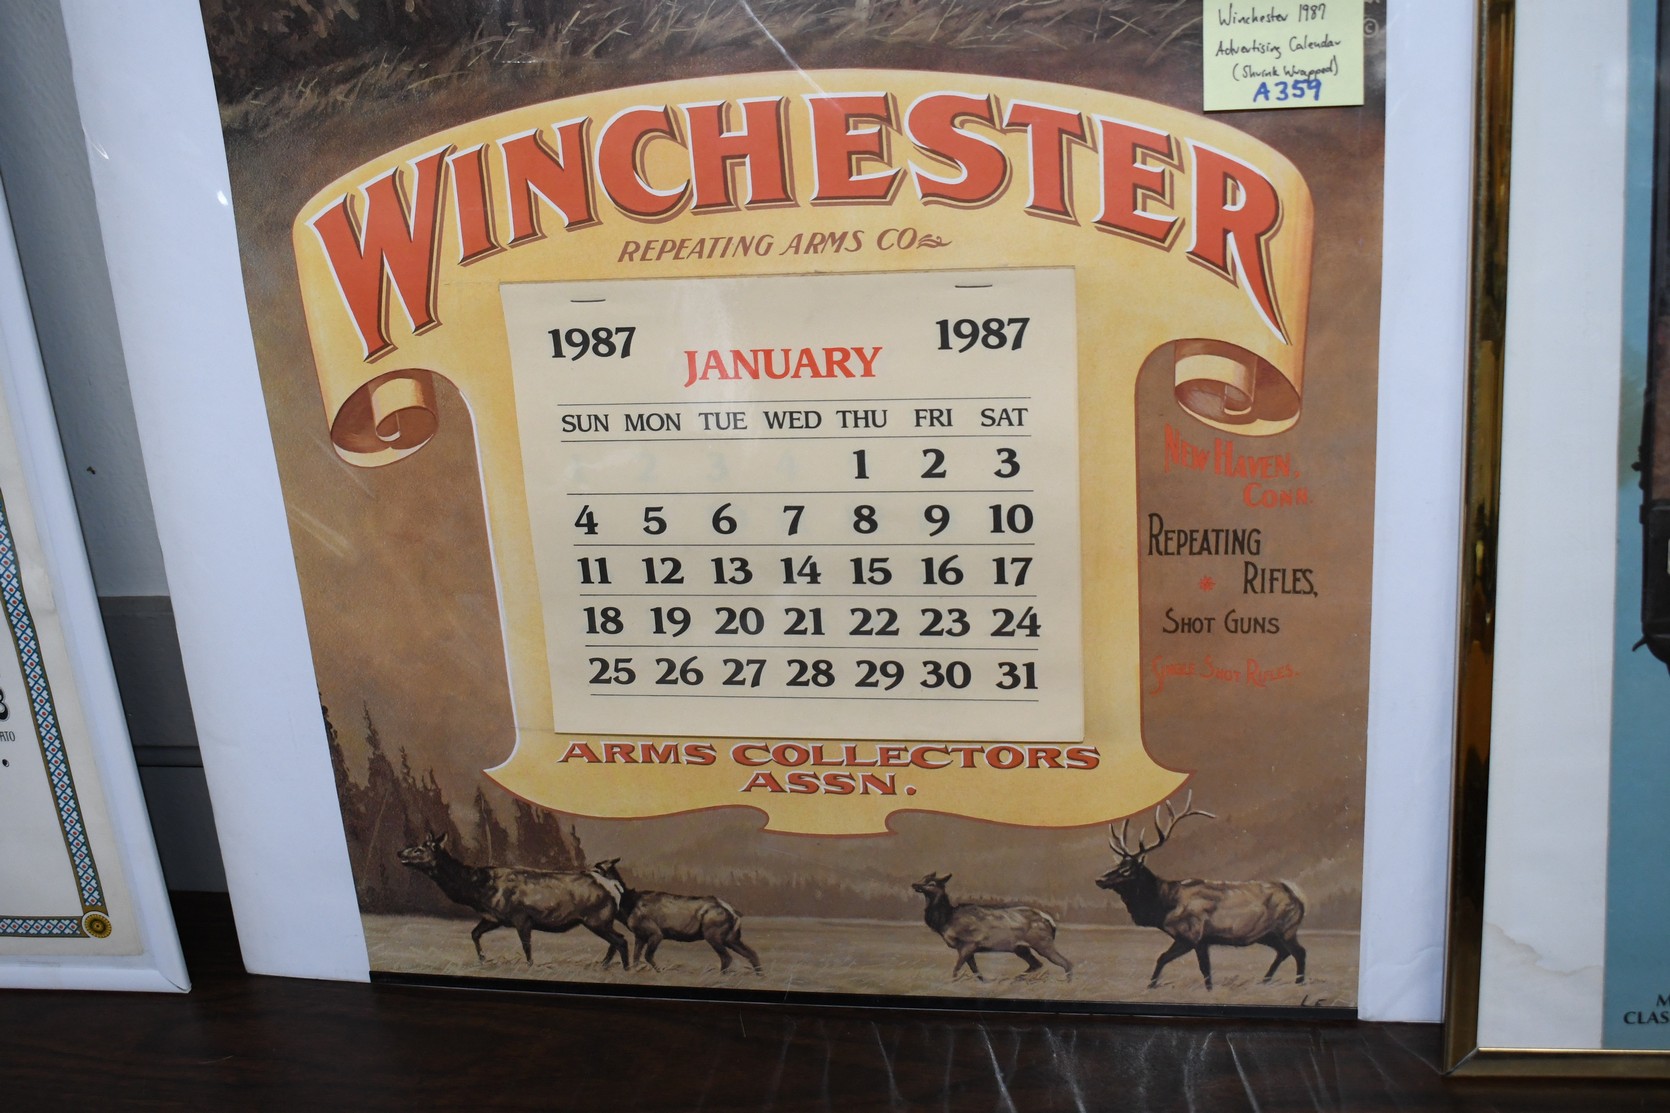 Winchester 1987
Advertising Calendar
(Shrink Wrapped)
A359
©
WINCHESTER
REPEATING ARMS CO
1987 1987
JANUARY
SUN MON TUE WED THU FRI SAT
1 2 3
4 5 6 7 8 9 10
11 12 13 14 15 16 17
18 19 20 21 22 23 24
25 26 27 28 29 30 31
ARMS COLLECTORS
ASSN.
NEW HAVEN,
CONN.
REPEATING
* RIFLES,
SHOT GUNS
SINGLE SHOT RIFLES.
CLAS